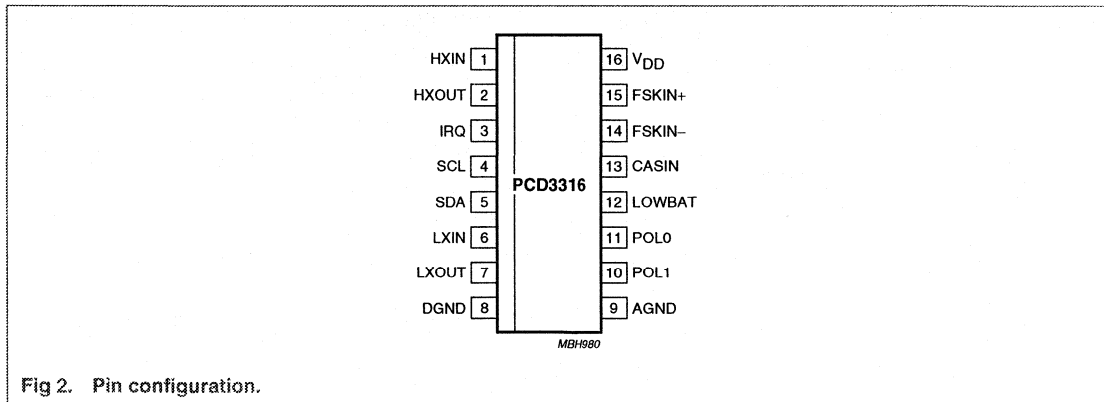 HXIN 1
HXOUT 2
IRQ 3
SCL 4
SDA 5
LXIN 6
LXOUT 7
DGND 8
PCD3316
16 VDD
15 FSKIN+
14 FSKIN−
13 CASIN
12 LOWBAT
11 POL0
10 POL1
9 AGND
MBH980
Fig 2. Pin configuration.